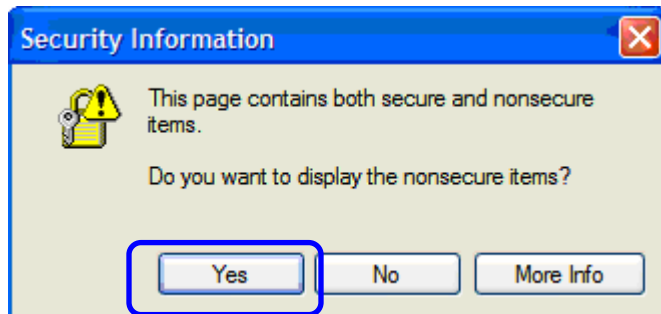 Security Information
This page contains both secure and nonsecure
items.
Do you want to display the nonsecure items?
Yes No More Info